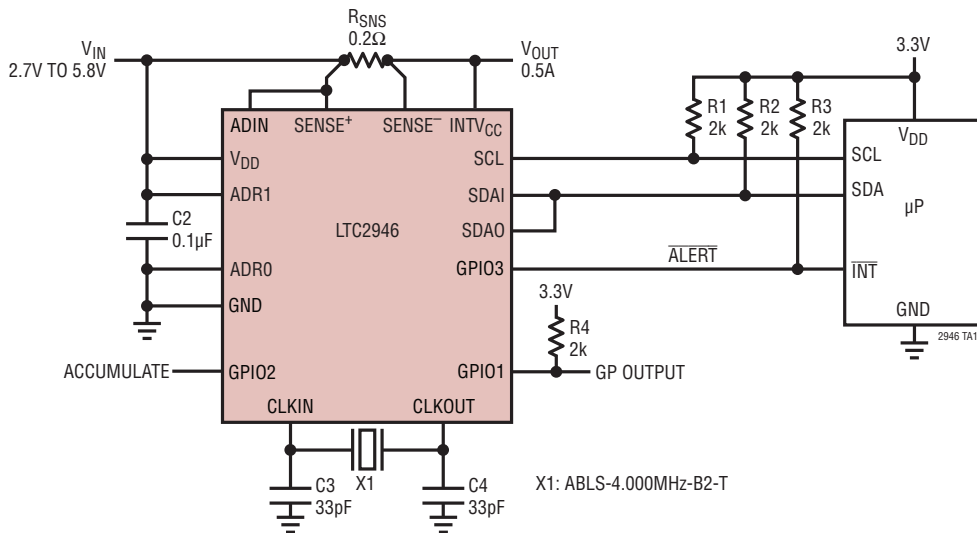 RSNS
0.2Ω
VIN
2.7V TO 5.8V
VOUT
0.5A
3.3V
R1
2k
R2
2k
R3
2k
ADIN
SENSE+
SENSE–
INTVCC
VDD
ADR1
ADR0
GND
GPIO2
LTC2946
SCL
SDAI
SDAO
GPIO3
GPIO1
CLKIN
CLKOUT
C2
0.1µF
ACCUMULATE
ALERT
3.3V
R4
2k
GP OUTPUT
VDD
SCL
SDA
µP
INT
GND
2946 TA1
C3
33pF
X1
C4
33pF
X1: ABLS-4.000MHz-B2-T